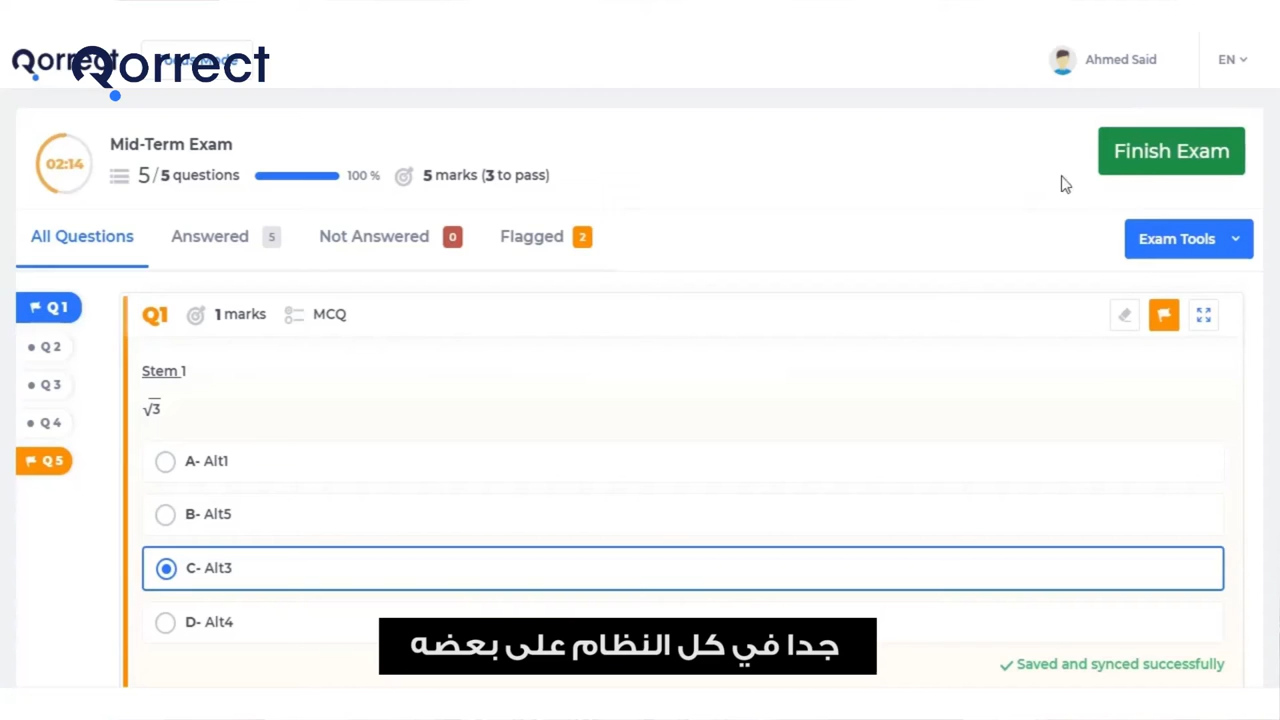 Qorrect
Qorrect
Ahmed Said
EN
02:14
Mid-Term Exam
5/5 questions
100 %
5 marks (3 to pass)
Finish Exam
All Questions
Answered 5
Not Answered 0
Flagged 2
Exam Tools
Q1
Q2
Q3
Q4
Q5
Q1
1 marks
MCQ
Stem 1
√3
A- Alt1
B- Alt5
C- Alt3
D- Alt4
جدا في كل النظام على بعضه
Saved and synced successfully